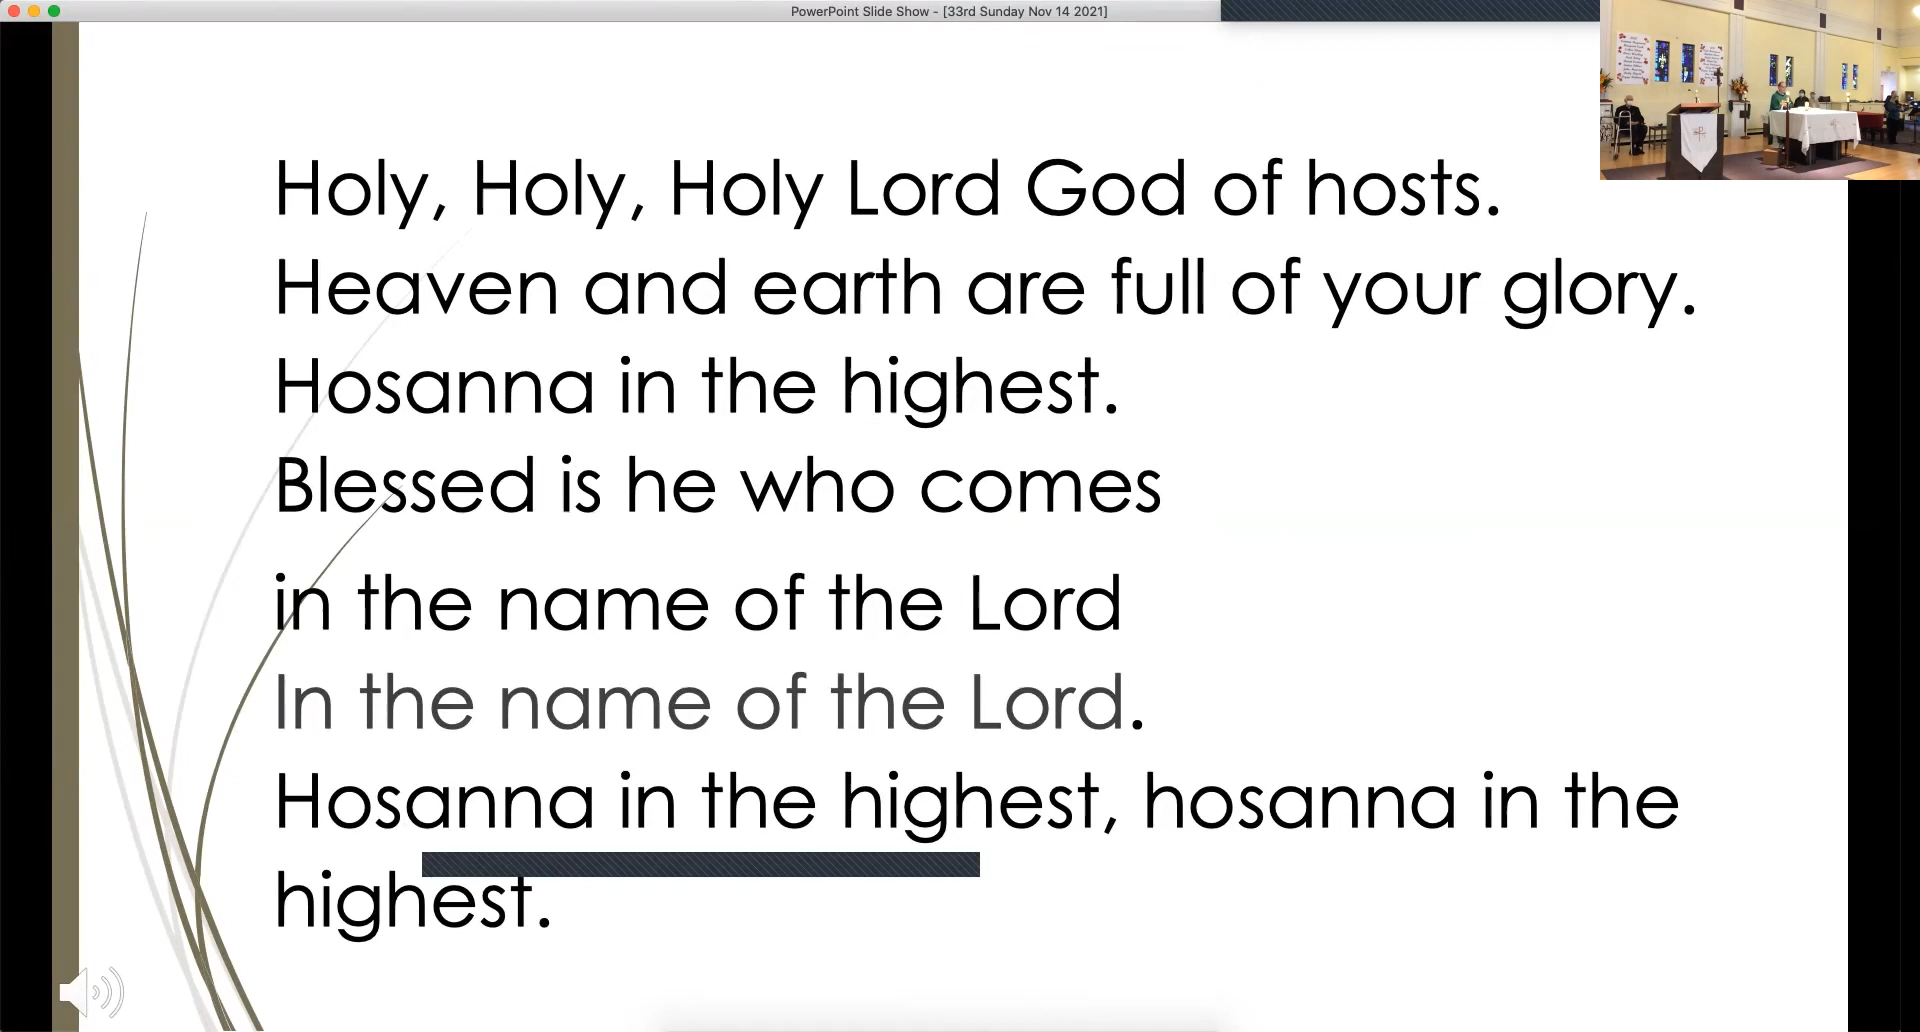 PowerPoint Slide Show - [33rd Sunday Nov 14 2021]
Holy, Holy, Holy Lord God of hosts.
Heaven and earth are full of your glory.
Hosanna in the highest.
Blessed is he who comes
in the name of the Lord
In the name of the Lord.
Hosanna in the highest, hosanna in the
highest.